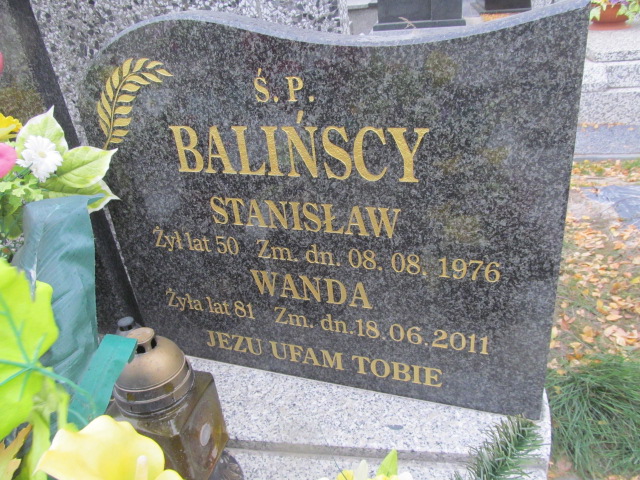 Ś.P.
BALIŃSCY
STANISŁAW
Żył lat 50 Zm. dn. 08. 08. 1976
WANDA
Żyła lat 81 Zm. dn. 18.06.2011
JEZU UFAM TOBIE